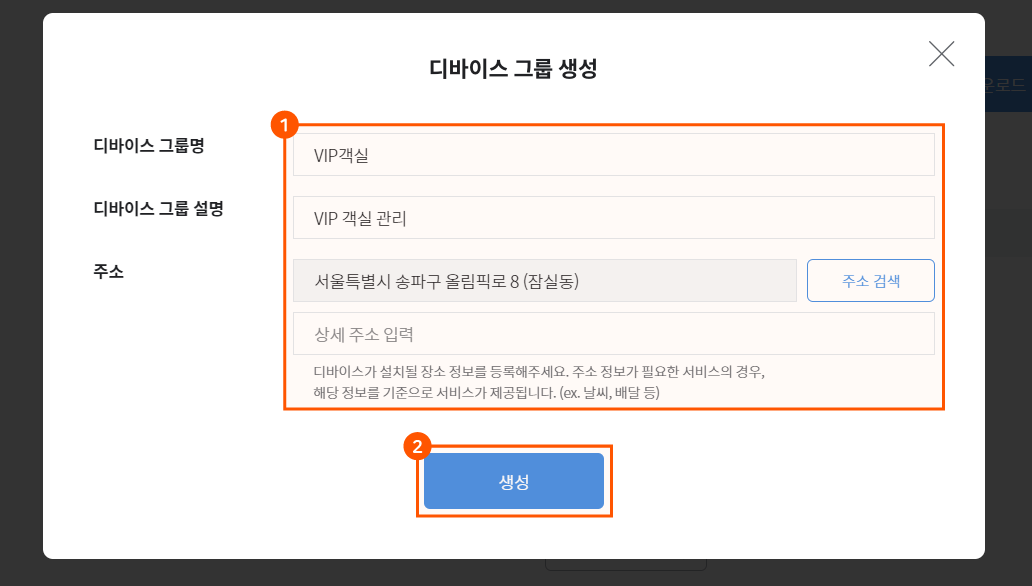 디바이스 그룹 생성
운로드
1
디바이스 그룹명
VIP객실
디바이스 그룹 설명
VIP 객실 관리
주소
서울특별시 송파구 올림픽로 8 (잠실동)
주소 검색
상세 주소 입력
디바이스가 설치될 장소 정보를 등록해주세요. 주소 정보가 필요한 서비스의 경우,
해당 정보를 기준으로 서비스가 제공됩니다. (ex. 날씨, 배달 등)
2
생성